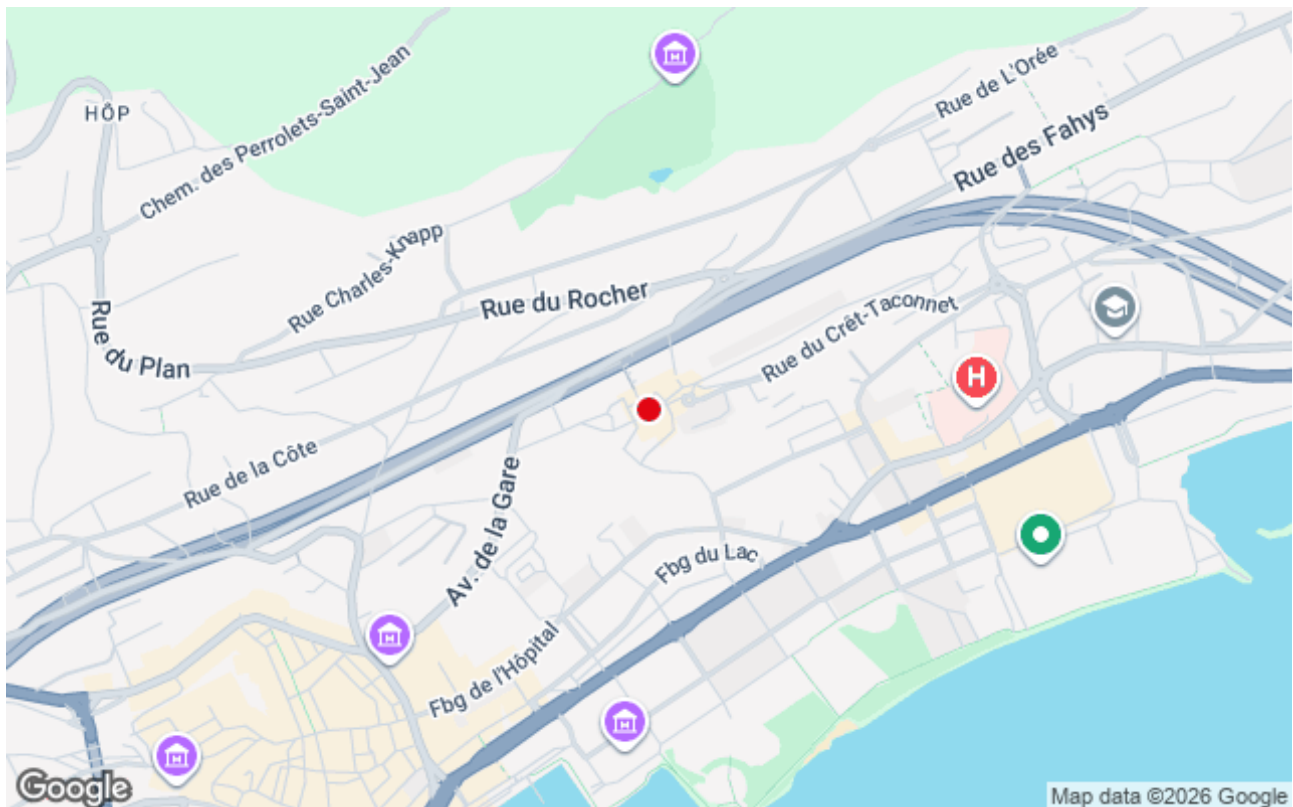 HÔP
Chem. des Perrolets-Saint-Jean
Rue de L'Orée
Rue des Fahys
Rue Charles-Knapp
Rue du Rocher
Rue du Plan
Rue du Crêt-Taconnet
H
Rue de la Côte
Av. de la Gare
Fbg du Lac
Fbg de l'Hôpital
Google
Map data ©2026 Google